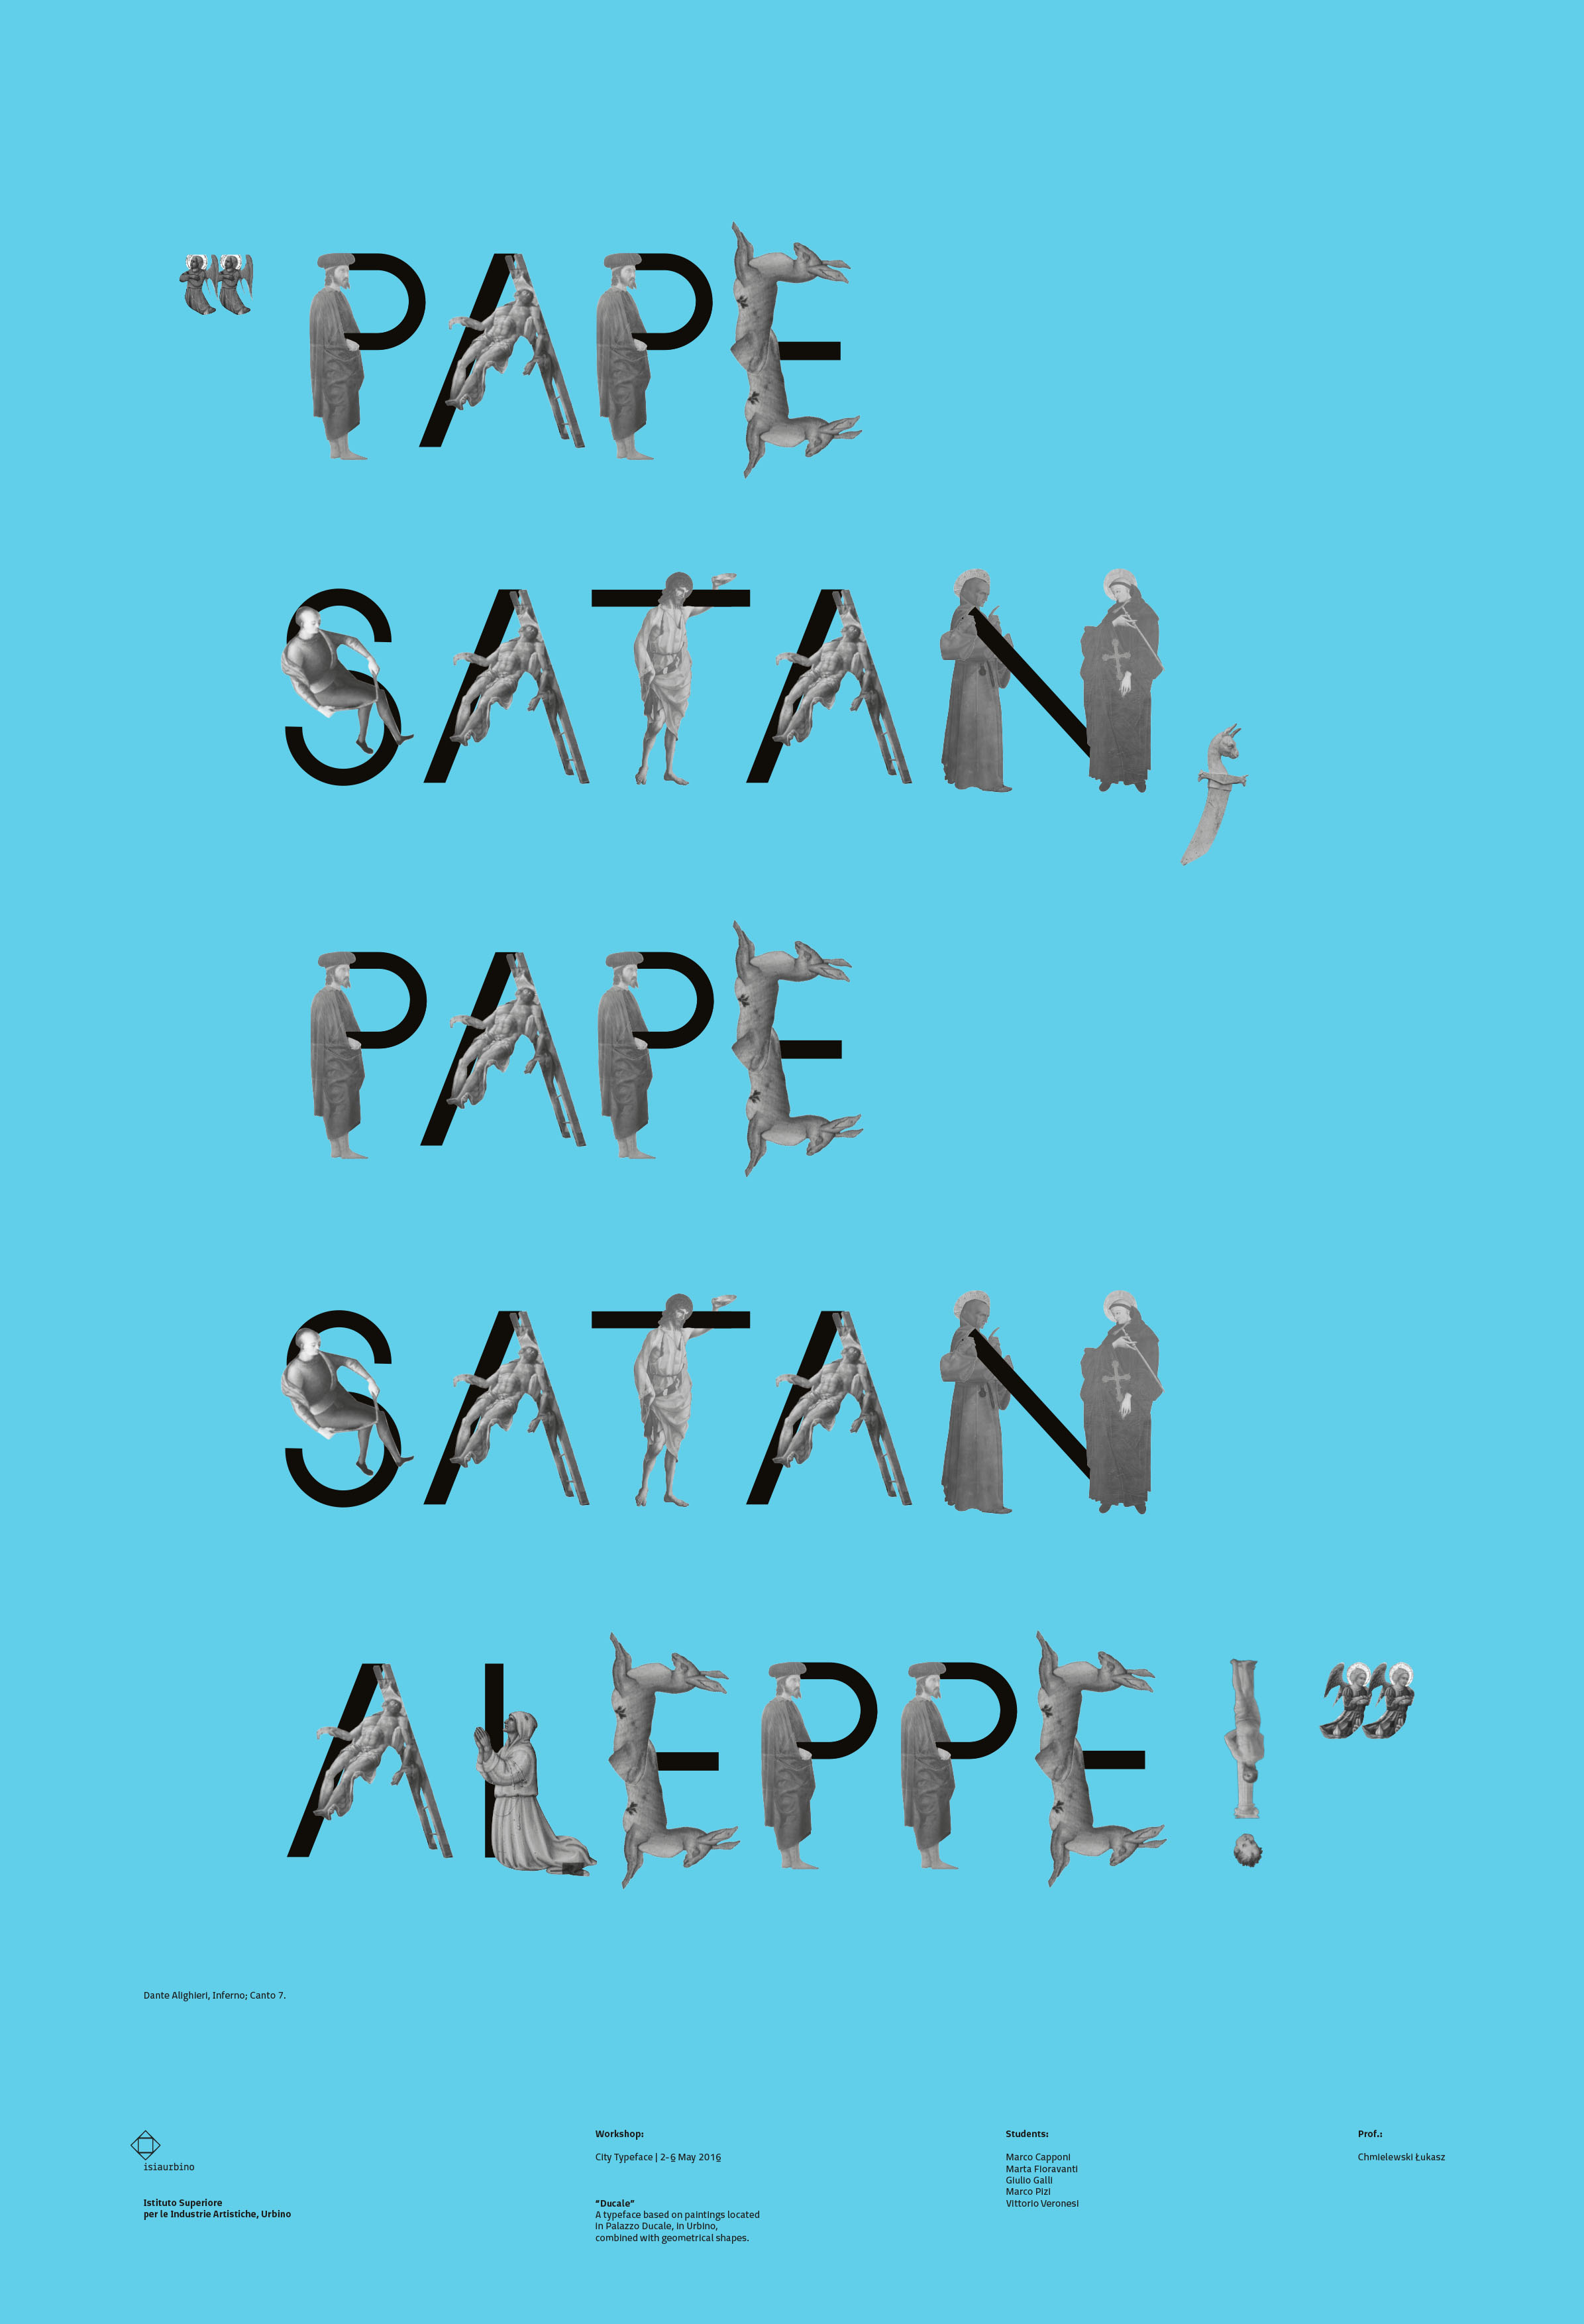 “PAPE
SATAN,
PAPE
SATAN
ALEPPE!”
Dante Alighieri, Inferno; Canto 7.
isiaurbino
Istituto Superiore
per le Industrie Artistiche, Urbino
Workshop:
City Typeface | 2-6 May 2016
“Ducale”
A typeface based on paintings located
in Palazzo Ducale, in Urbino,
combined with geometrical shapes.
Students:
Marco Capponi
Marta Fioravanti
Giulio Galli
Marco Pizi
Vittorio Veronesi
Prof.:
Chmielewski Łukasz